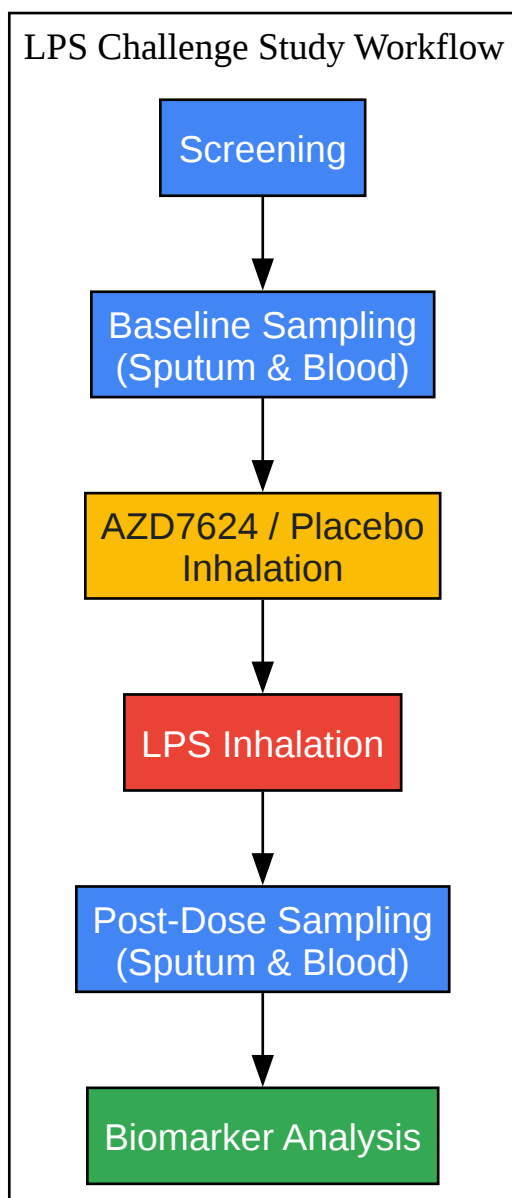 LPS Challenge Study Workflow
Screening
Baseline Sampling
(Sputum & Blood)
AZD7624 / Placebo
Inhalation
LPS Inhalation
Post-Dose Sampling
(Sputum & Blood)
Biomarker Analysis